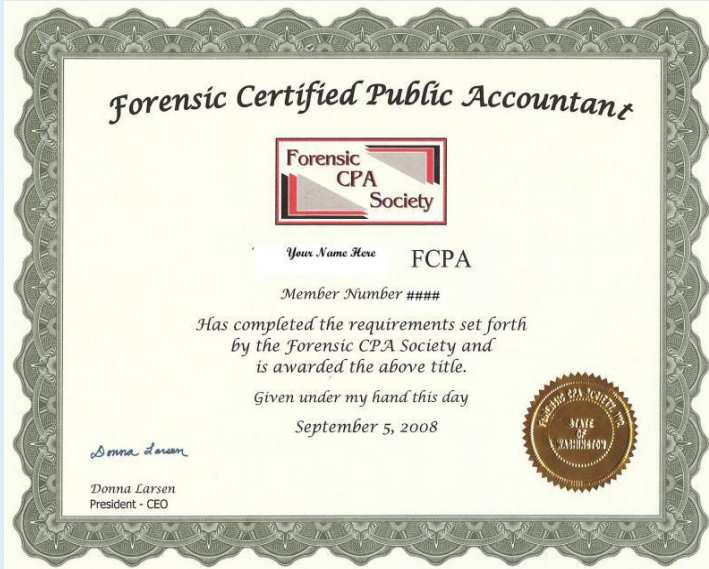 Forensic Certified Public Accountant
Forensic
CPA
Society
Your Name Here FCPA
Member Number ####
Has completed the requirements set forth
by the Forensic CPA Society and
is awarded the above title.
Given under my hand this day
September 5, 2008
FORENSIC CPA SOCIETY, INC
STATE
OF
WASHINGTON
Donna Larsen
Donna Larsen
President - CEO